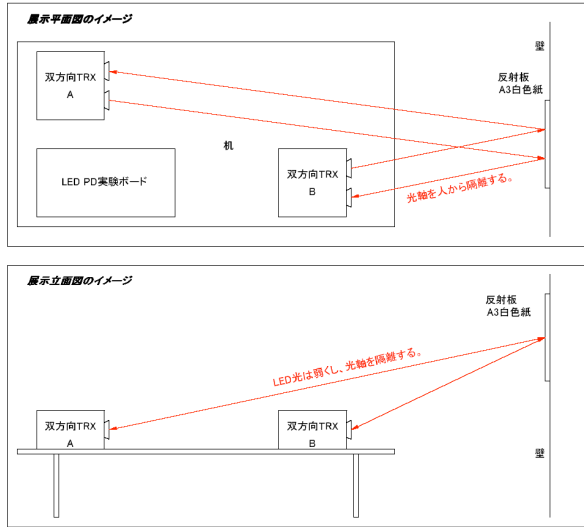 展示平面図のイメージ
壁
双方向TRX
A
反射板
A3白色紙
机
LED PD実験ボード
双方向TRX
B
光軸を人から隔離する。
展示立面図のイメージ
反射板
A3白色紙
LED光は弱くし、光軸を隔離する。
双方向TRX
A
双方向TRX
B
壁